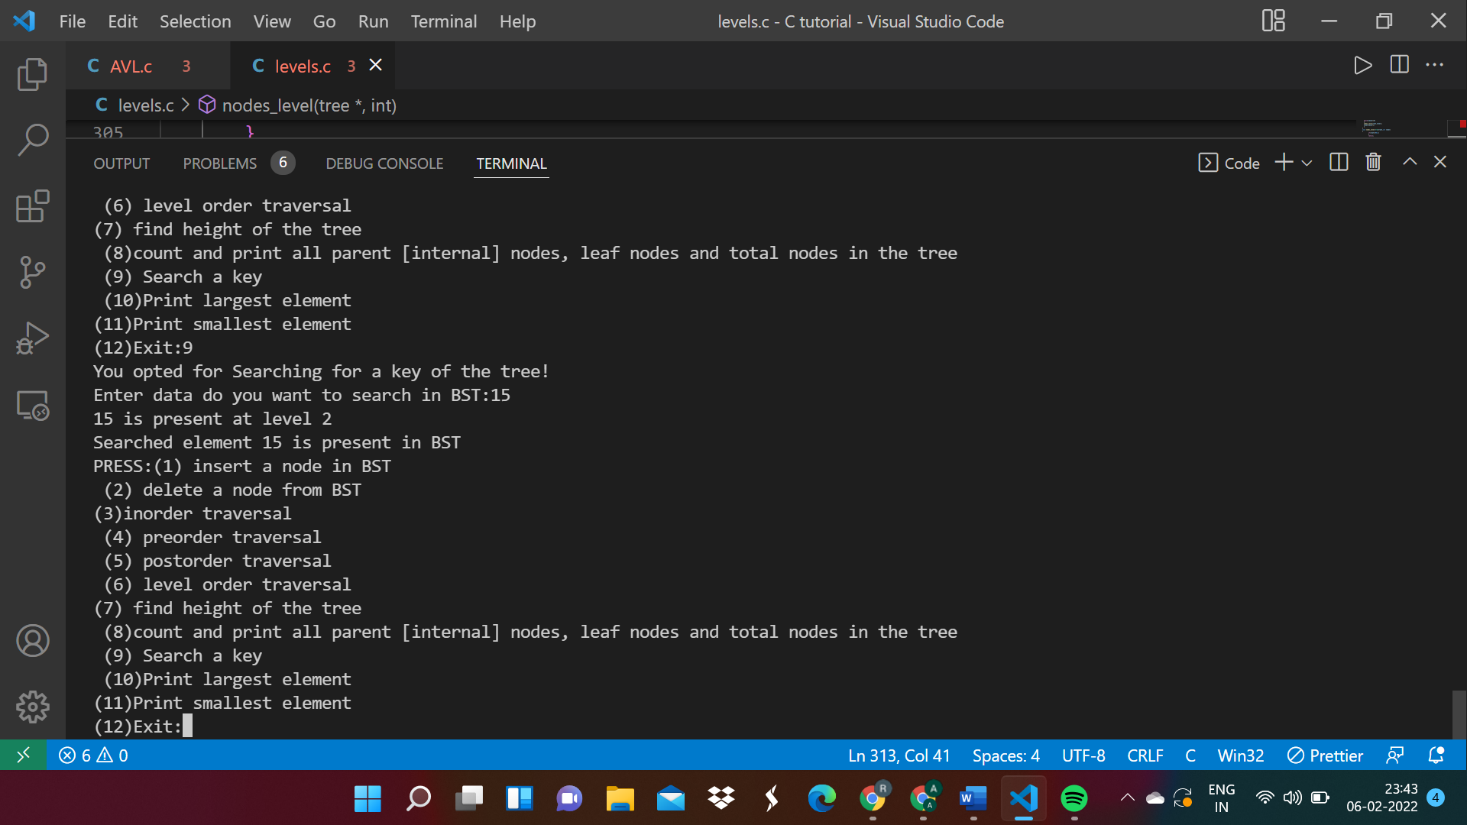 File Edit Selection View Go Run Terminal Help levels.c - C tutorial - Visual Studio Code
C AVL.c 3 C levels.c 3
C levels.c > nodes_level(tree *, int)
305 }
OUTPUT PROBLEMS 6 DEBUG CONSOLE TERMINAL Code
(6) level order traversal
(7) find height of the tree
(8)count and print all parent [internal] nodes, leaf nodes and total nodes in the tree
(9) Search a key
(10)Print largest element
(11)Print smallest element
(12)Exit:9
You opted for Searching for a key of the tree!
Enter data do you want to search in BST:15
15 is present at level 2
Searched element 15 is present in BST
PRESS:(1) insert a node in BST
(2) delete a node from BST
(3)inorder traversal
(4) preorder traversal
(5) postorder traversal
(6) level order traversal
(7) find height of the tree
(8)count and print all parent [internal] nodes, leaf nodes and total nodes in the tree
(9) Search a key
(10)Print largest element
(11)Print smallest element
(12)Exit:
6 0 Ln 313, Col 41 Spaces: 4 UTF-8 CRLF C Win32 Prettier
R A A W ENG 23:43
IN 06-02-2022 4